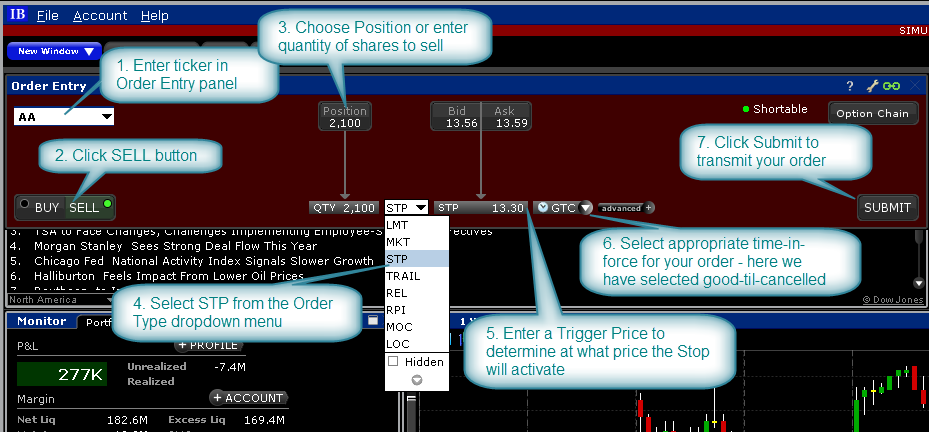 IB File Account Help
SIMU
New Window
3. Choose Position or enter
quantity of shares to sell
1. Enter ticker in
Order Entry panel
Order Entry
?
AA
Position
2,100
Bid Ask
13.56 13.59
Shortable
Option Chain
2. Click SELL button
7. Click Submit to
transmit your order
BUY SELL
QTY 2,100
STP
STP 13.30
GTC
advanced +
SUBMIT
LMT
MKT
STP
TRAIL
REL
RPI
MOC
LOC
Hidden
3. TSA to Face Changes, Challenges Implementing Employee-S
ectives
4. Morgan Stanley Sees Strong Deal Flow This Year
5. Chicago Fed National Activity Index Signals Slower Growth
6. Halliburton Feels Impact From Lower Oil Prices
7.
North America
© Dow Jones
6. Select appropriate time-in-
force for your order - here we
have selected good-til-cancelled
4. Select STP from the Order
Type dropdown menu
5. Enter a Trigger Price to
determine at what price the Stop
will activate
Monitor Portf
P&L
+ PROFILE
277K
Unrealized -7.4M
Realized
Margin
+ ACCOUNT
Net Liq 182.6M Excess Liq 169.4M